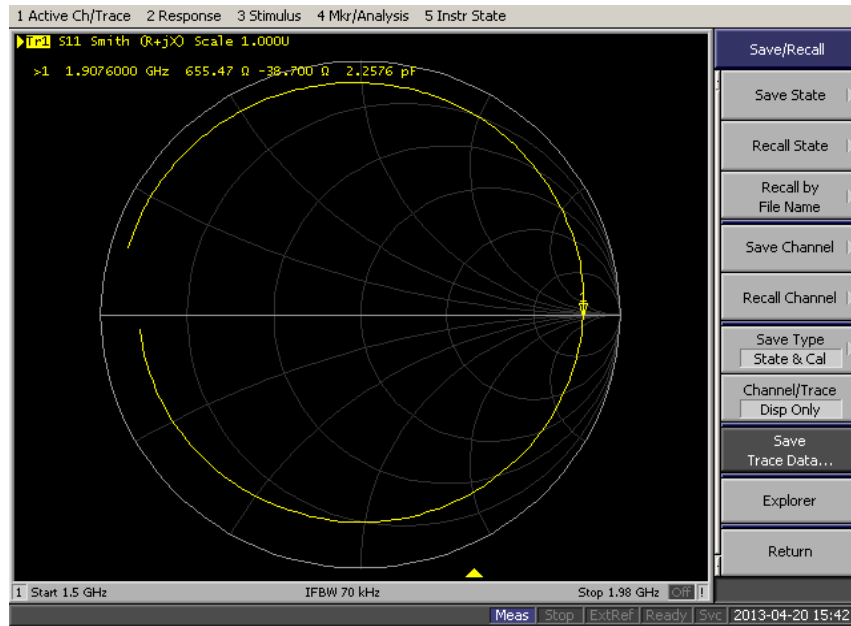 1 Active Ch/Trace 2 Response 3 Stimulus 4 Mkr/Analysis 5 Instr State
Tr1 S11 Smith (R+jX) Scale 1.000U
>1 1.9076000 GHz 655.47 Ω -38.700 Ω 2.2576 pF
1
Save/Recall
Save State
Recall State
Recall by
File Name
Save Channel
Recall Channel
Save Type
State & Cal
Channel/Trace
Disp Only
Save
Trace Data...
Explorer
Return
1 Start 1.5 GHz IFBW 70 kHz Stop 1.98 GHz Off !
Meas Stop ExtRef Ready Svc 2013-04-20 15:42